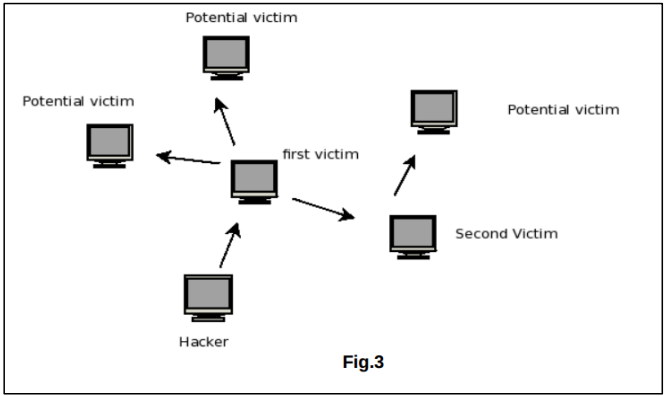 Potential victim
Potential victim
Potential victim
first victim
Second Victim
Hacker
Fig.3